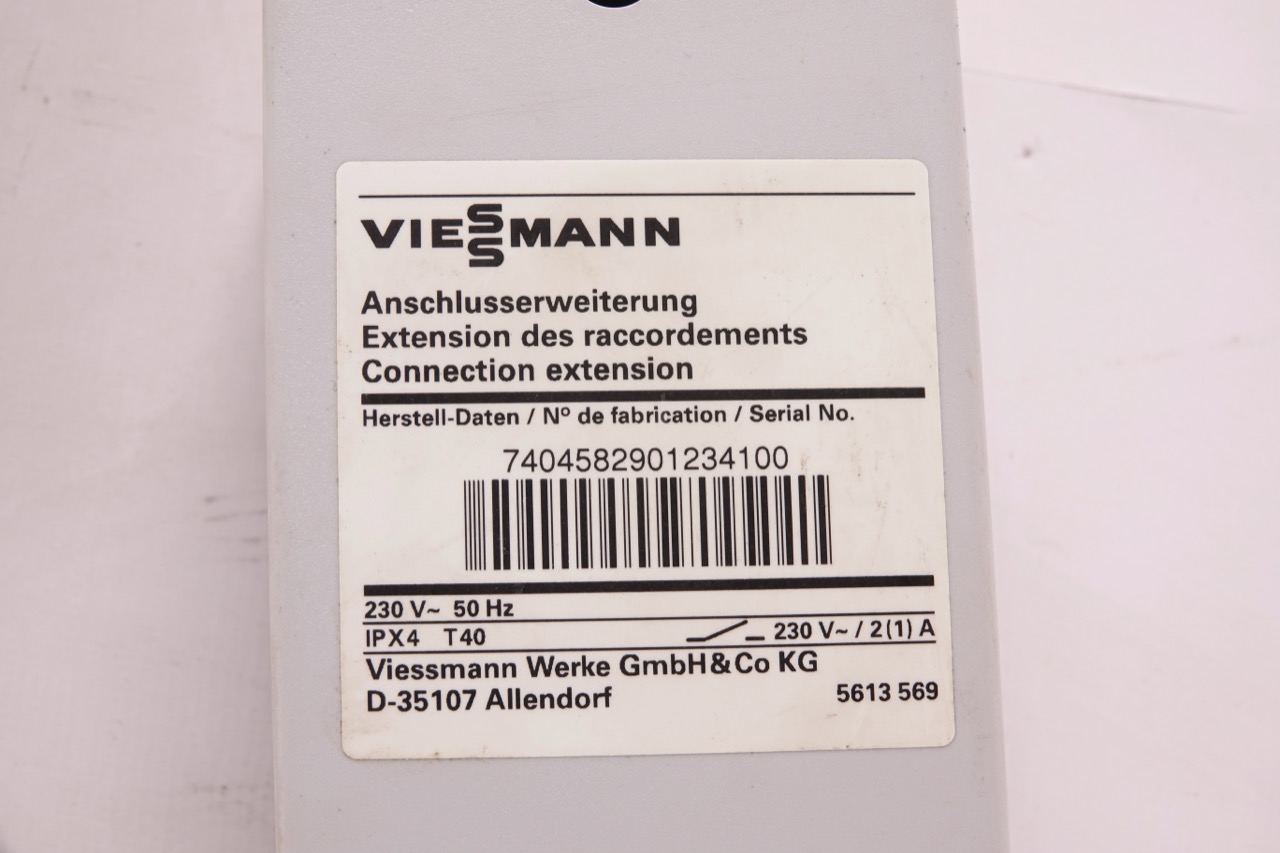 VIESSMANN
Anschlusserweiterung
Extension des raccordements
Connection extension
Herstell-Daten / Nº de fabrication / Serial No.
7404582901234100
230 V~ 50 Hz
IPX4 T40 230 V~ / 2(1) A
Viessmann Werke GmbH&Co KG
D-35107 Allendorf 5613 569